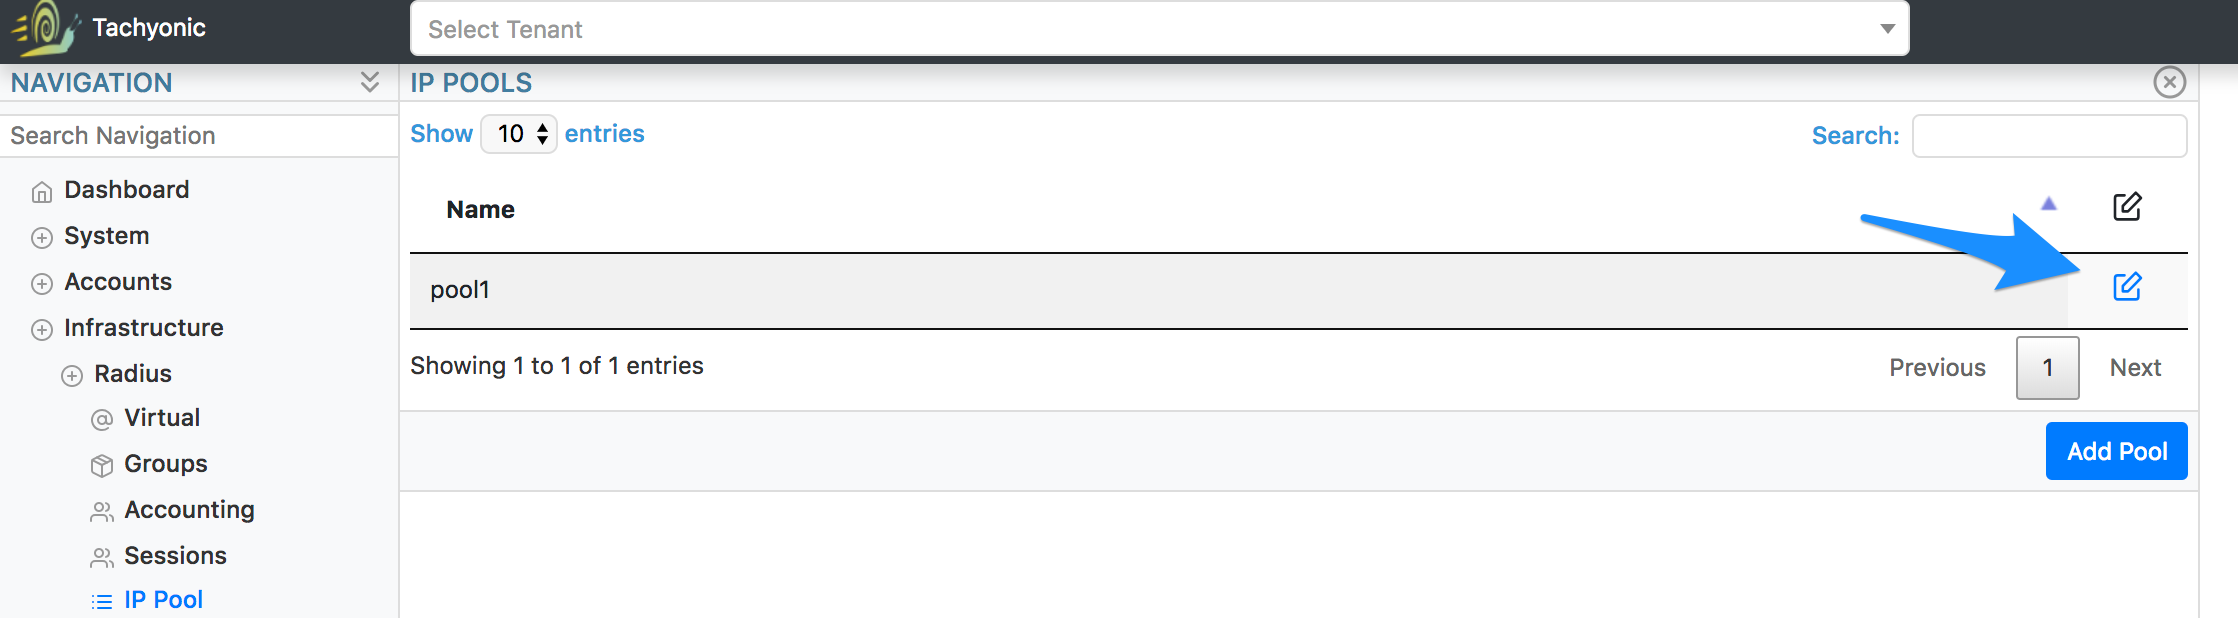 Tachyonic
Select Tenant
NAVIGATION
IP POOLS
Search Navigation
Show 10 entries
Search:
Dashboard
System
Accounts
Infrastructure
Radius
Virtual
Groups
Accounting
Sessions
IP Pool
Name
pool1
Showing 1 to 1 of 1 entries
Previous 1 Next
Add Pool